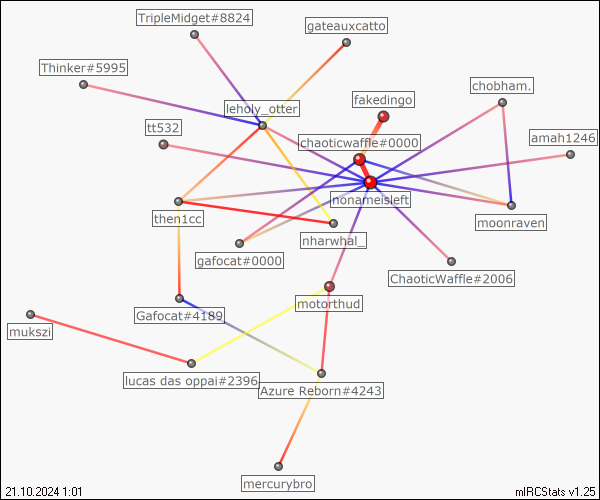 TripleMidget#8824
gateauxcatto
Thinker#5995
chobham.
fakedingo
leholy_otter
tt532
chaoticwaffle#0000
amah1246
nonameisleft
then1cc
moonraven
nharwhal_
gafocat#0000
ChaoticWaffle#2006
motorthud
Gafocat#4189
mukszi
lucas das oppai#2396
Azure Reborn#4243
mercurybro
21.10.2024 1:01
mIRCStats v1.25